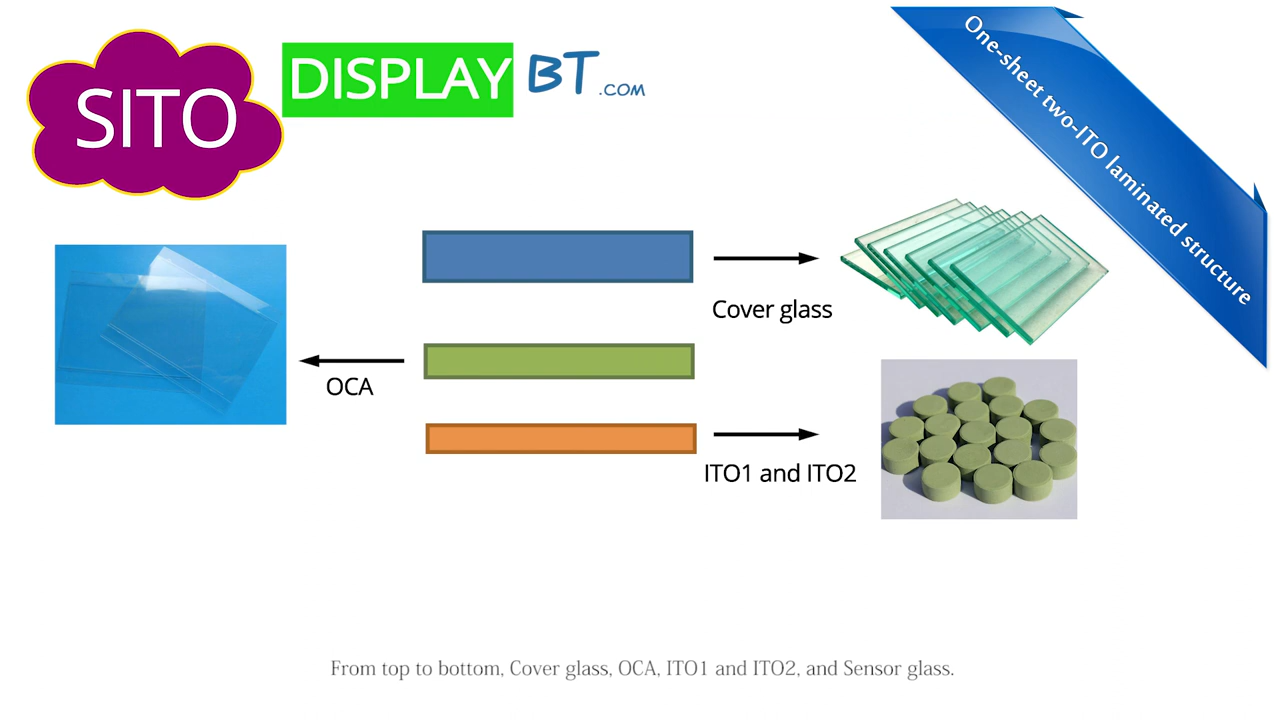 SITO
DISPLAY BT.COM
One-sheet two-ITO laminated structure
Cover glass
OCA
ITO1 and ITO2
From top to bottom, Cover glass, OCA, ITO1 and ITO2, and Sensor glass.